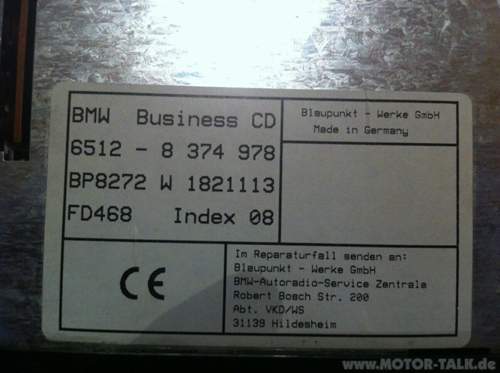 BMW Business CD
6512 - 8 374 978
BP8272 W 1821113
FD468 Index 08
Blaupunkt - Werke GmbH
Made in Germany
CE
Im Reparaturfall senden an:
Blaupunkt - Werke GmbH
BMW-Autoradio-Service Zentrale
Robert Bosch Str. 200
Abt. VKD/WS
31139 Hildesheim
www.MOTOR-TALK.de